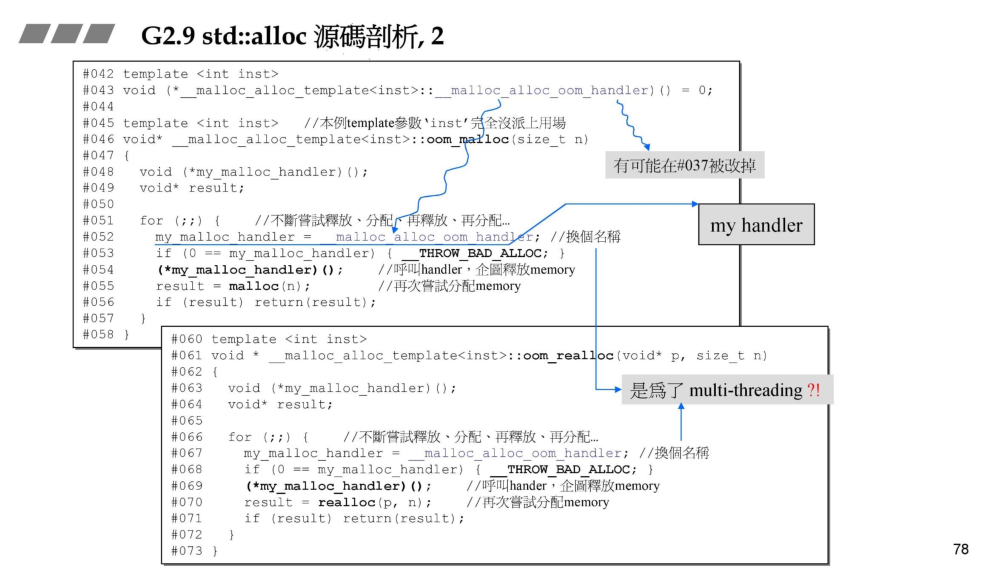 G2.9 std::alloc 源碼剖析, 2
#042 template <int inst>
#043 void (*__malloc_alloc_template<inst>::__malloc_alloc_oom_handler)() = 0;
#044
#045 template <int inst>   //本例template參數‘inst’完全沒派上用場
#046 void* __malloc_alloc_template<inst>::oom_malloc(size_t n)
#047 {
有可能在#037被改掉
#048   void (*my_malloc_handler)();
#049   void* result;
#050
#051   for (;;) {    //不斷嘗試釋放、分配、再釋放、再分配…
my handler
#052     my_malloc_handler = __malloc_alloc_oom_handler; //換個名稱
#053     if (0 == my_malloc_handler) { __THROW_BAD_ALLOC; }
#054     (*my_malloc_handler)();    //呼叫handler，企圖釋放memory
#055     result = malloc(n);        //再次嘗試分配memory
#056     if (result) return(result);
#057   }
#058 }
#060 template <int inst>
#061 void * __malloc_alloc_template<inst>::oom_realloc(void* p, size_t n)
#062 {
#063   void (*my_malloc_handler)();
是爲了 multi-threading ?!
#064   void* result;
#065
#066   for (;;) {    //不斷嘗試釋放、分配、再釋放、再分配…
#067     my_malloc_handler = __malloc_alloc_oom_handler; //換個名稱
#068     if (0 == my_malloc_handler) { __THROW_BAD_ALLOC; }
#069     (*my_malloc_handler)();    //呼叫hander，企圖釋放memory
#070     result = realloc(p, n);    //再次嘗試分配memory
#071     if (result) return(result);
#072   }
#073 }
78